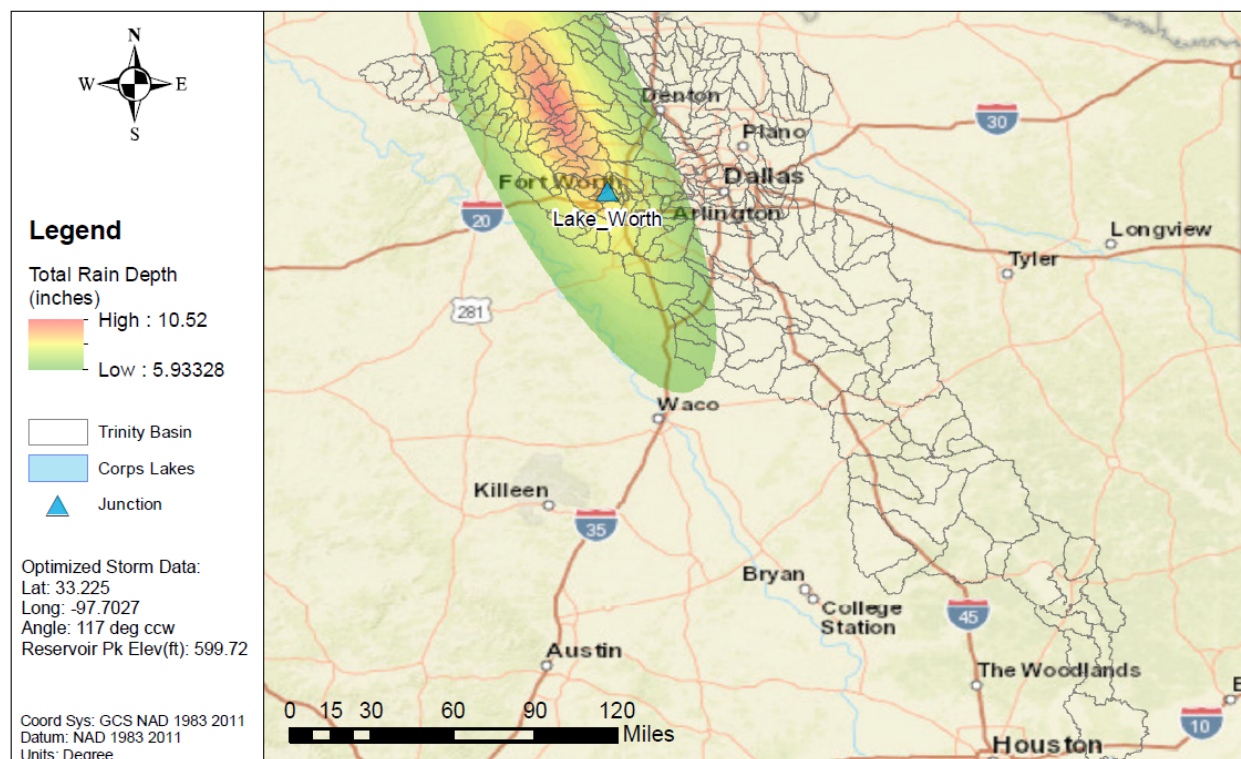 N
W
E
S
Legend
Total Rain Depth
(inches)
High : 10.52
Low : 5.93328
Trinity Basin
Corps Lakes
Junction
Optimized Storm Data:
Lat: 33.225
Long: -97.7027
Angle: 117 deg ccw
Reservoir Pk Elev(ft): 599.72
Coord Sys: GCS NAD 1983 2011
Datum: NAD 1983 2011
Units: Degree
Denton
30
Plano
Fort Worth
Dallas
20
Lake_Worth
Arlington
Longview
Tyler
281
Waco
Killeen
35
Bryan
College
Station
45
Austin
The Woodlands
10
Houston
0 15 30 60 90 120
Miles